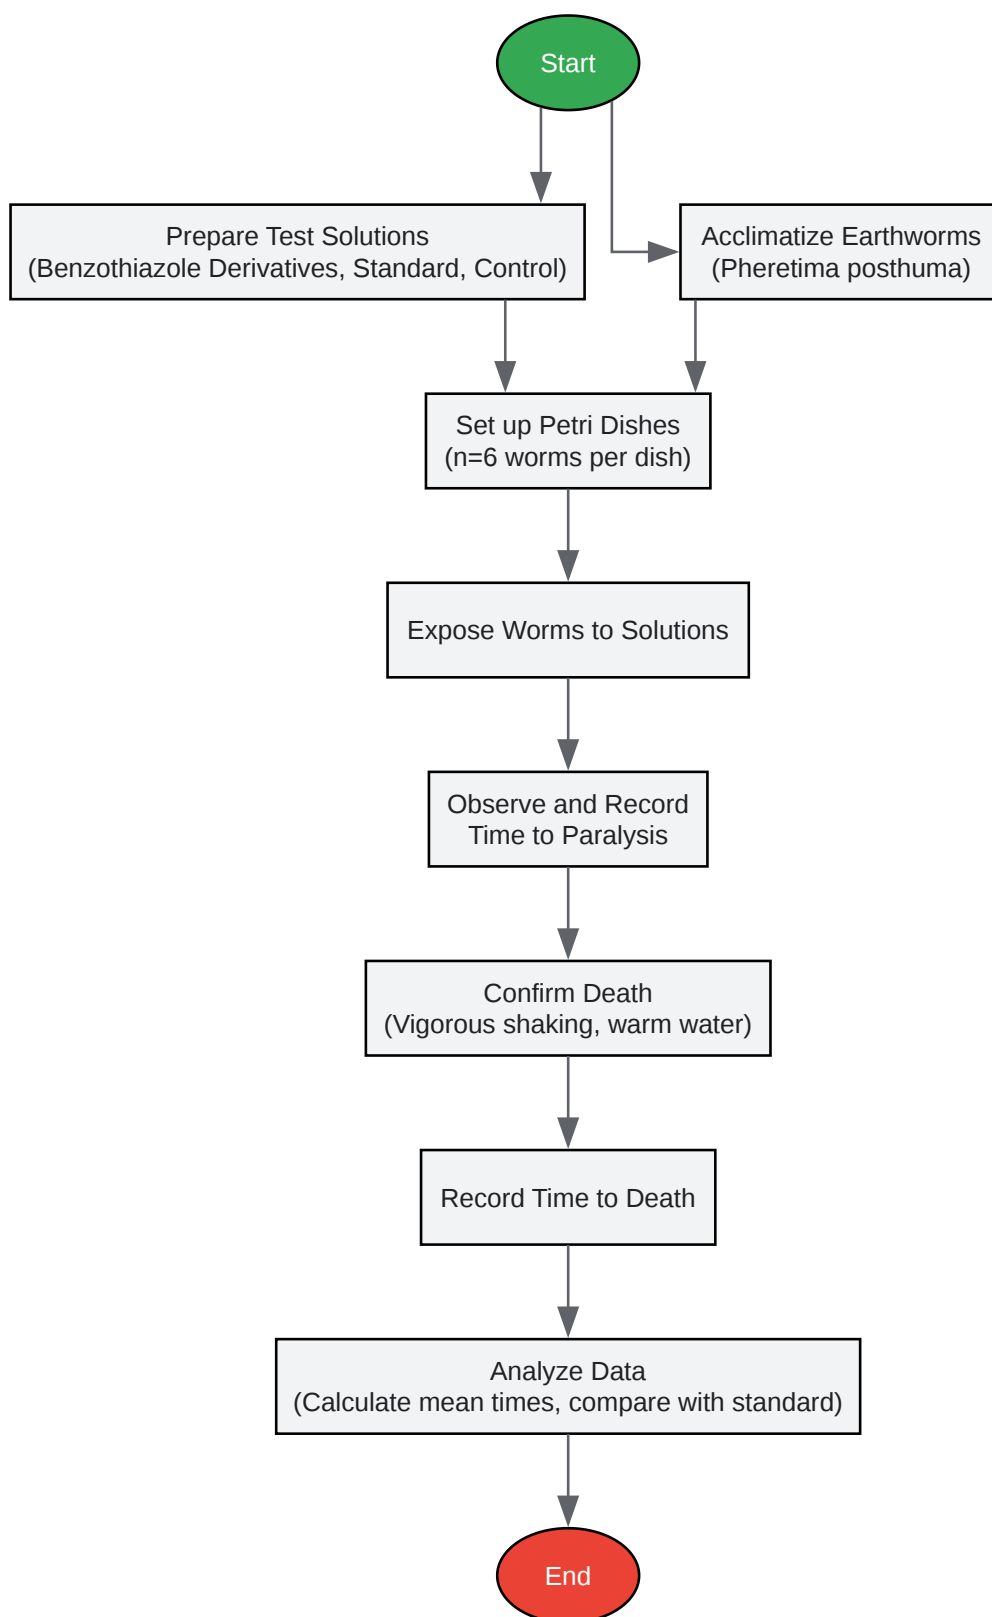 Start
Prepare Test Solutions
(Benzothiazole Derivatives, Standard, Control)
Acclimatize Earthworms
(Pheretima posthuma)
Set up Petri Dishes
(n=6 worms per dish)
Expose Worms to Solutions
Observe and Record
Time to Paralysis
Confirm Death
(Vigorous shaking, warm water)
Record Time to Death
Analyze Data
(Calculate mean times, compare with standard)
End